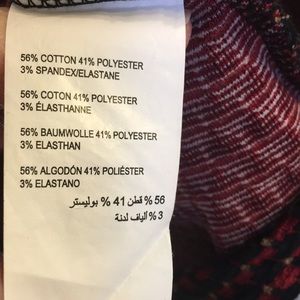 56% COTTON 41% POLYESTER
3% SPANDEX/ELASTANE
56% COTON 41% POLYESTER
3% ÉLASTHANNE
56% BAUMWOLLE 41% POLYESTER
3% ELASTHAN
56% ALGODÓN 41% POLIÉSTER
3% ELASTANO
56 % قطن 41 % بوليستر
3 % ألياف لدنة